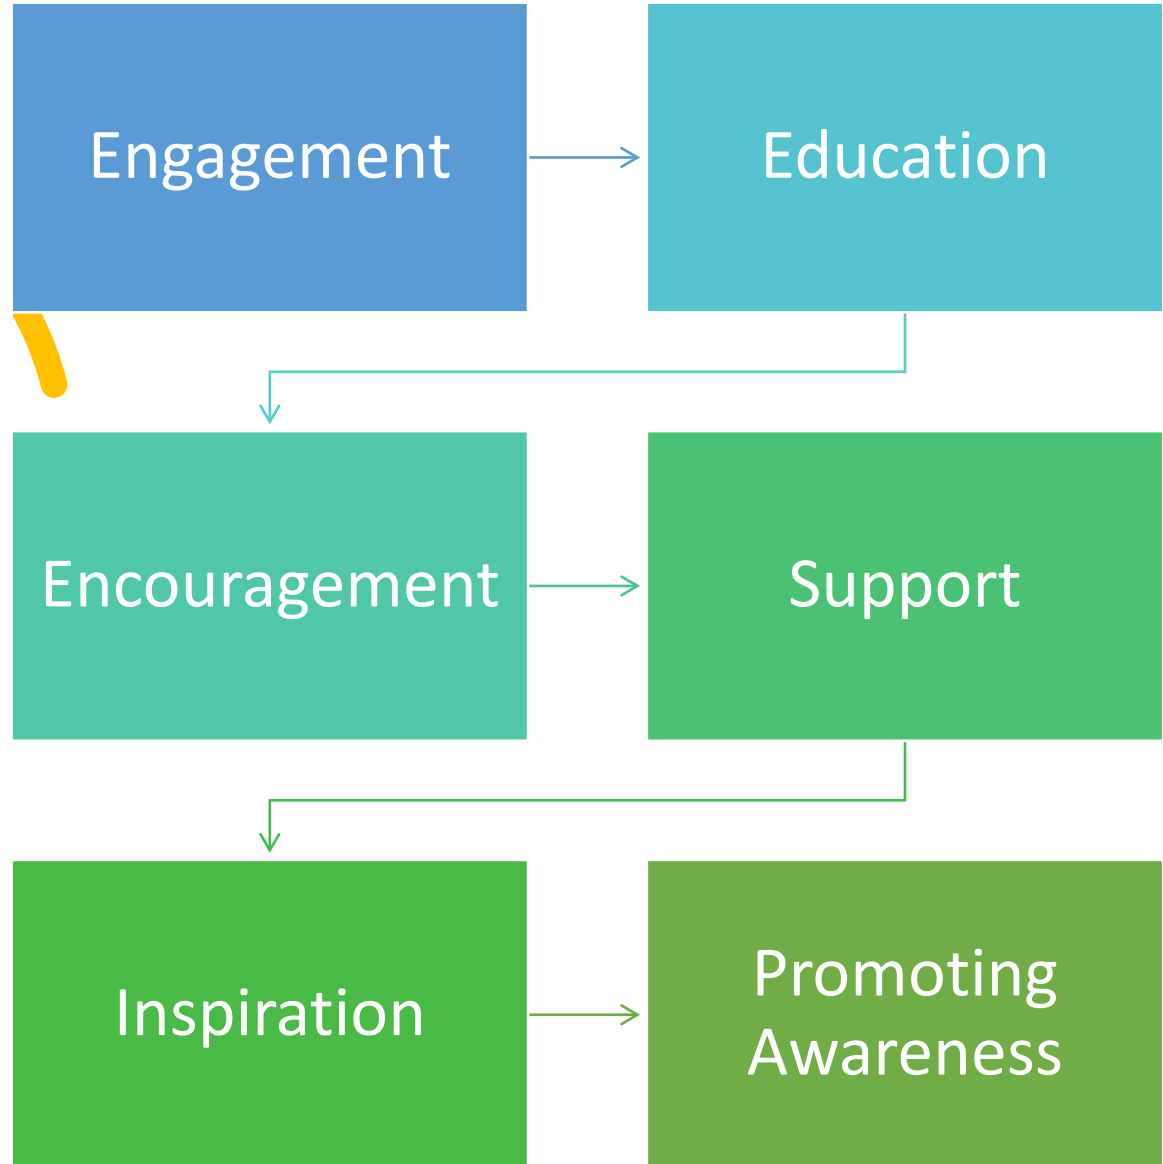 Engagement
Education
Encouragement
Support
Inspiration
Promoting
Awareness